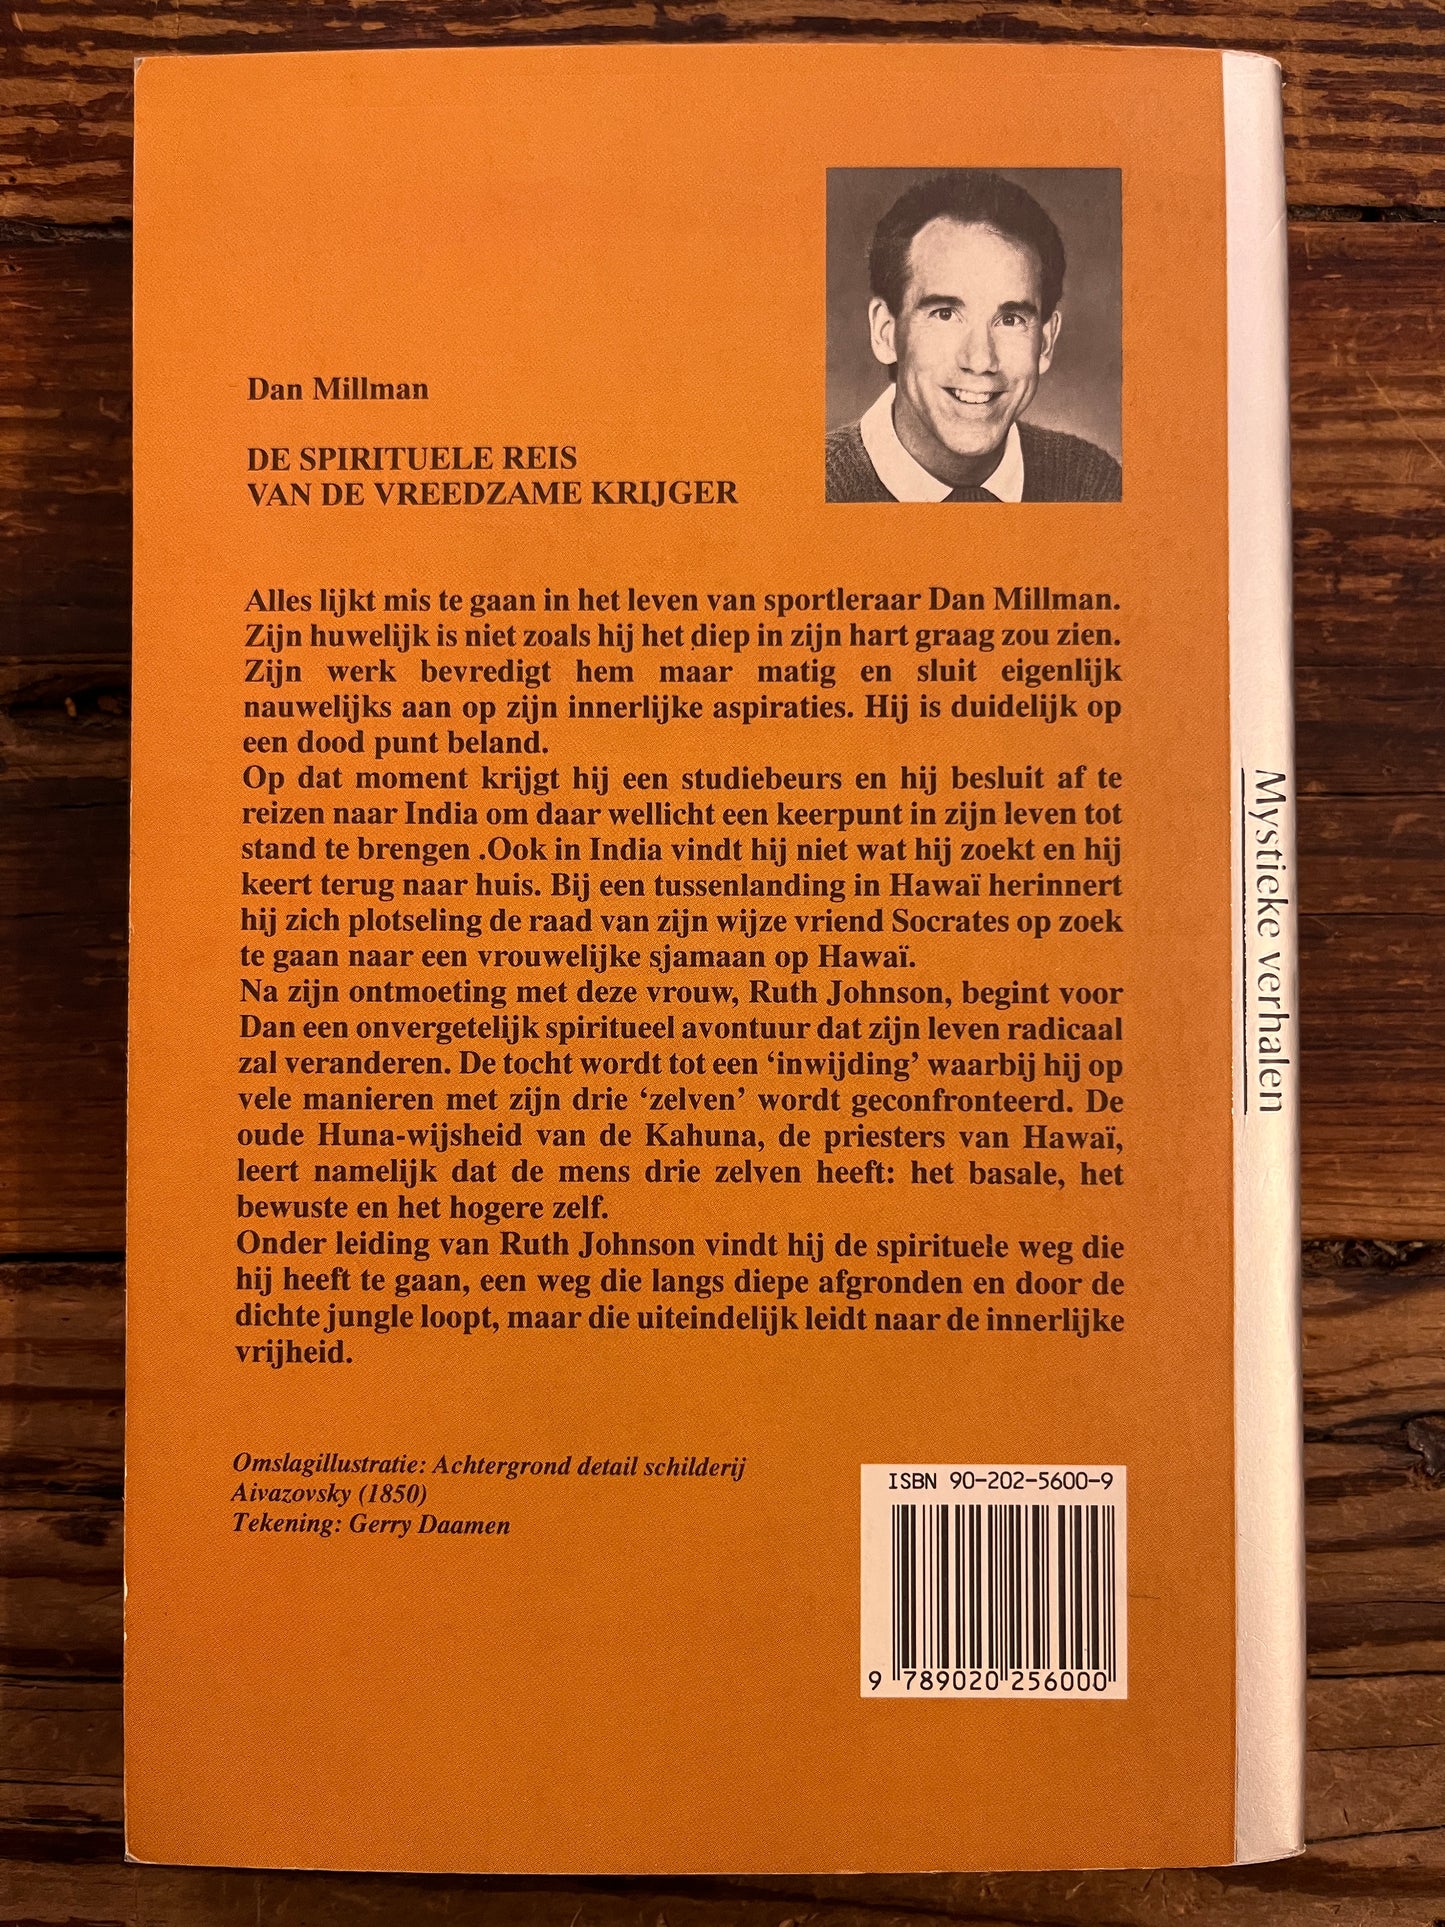 Dan Millman
DE SPIRITUELE REIS
VAN DE VREEDZAME KRIJGER
Alles lijkt mis te gaan in het leven van sportleraar Dan Millman.
Zijn huwelijk is niet zoals hij het diep in zijn hart graag zou zien.
Zijn werk bevredigt hem maar matig en sluit eigenlijk
nauwelijks aan op zijn innerlijke aspiraties. Hij is duidelijk op
een dood punt beland.
Op dat moment krijgt hij een studiebeurs en hij besluit af te
reizen naar India om daar wellicht een keerpunt in zijn leven tot
stand te brengen .Ook in India vindt hij niet wat hij zoekt en hij
keert terug naar huis. Bij een tussenlanding in Hawaï herinnert
hij zich plotseling de raad van zijn wijze vriend Socrates op zoek
te gaan naar een vrouwelijke sjamaan op Hawaï.
Na zijn ontmoeting met deze vrouw, Ruth Johnson, begint voor
Dan een onvergetelijk spiritueel avontuur dat zijn leven radicaal
zal veranderen. De tocht wordt tot een ‘inwijding’ waarbij hij op
vele manieren met zijn drie ‘zelven’ wordt geconfronteerd. De
oude Huna-wijsheid van de Kahuna, de priesters van Hawaï,
leert namelijk dat de mens drie zelven heeft: het basale, het
bewuste en het hogere zelf.
Onder leiding van Ruth Johnson vindt hij de spirituele weg die
hij heeft te gaan, een weg die langs diepe afgronden en door de
dichte jungle loopt, maar die uiteindelijk leidt naar de innerlijke
vrijheid.
Omslagillustratie: Achtergrond detail schilderij
Aivazovsky (1850)
Tekening: Gerry Daamen
ISBN 90-202-5600-9
9 789020 256000
Mystieke verhalen